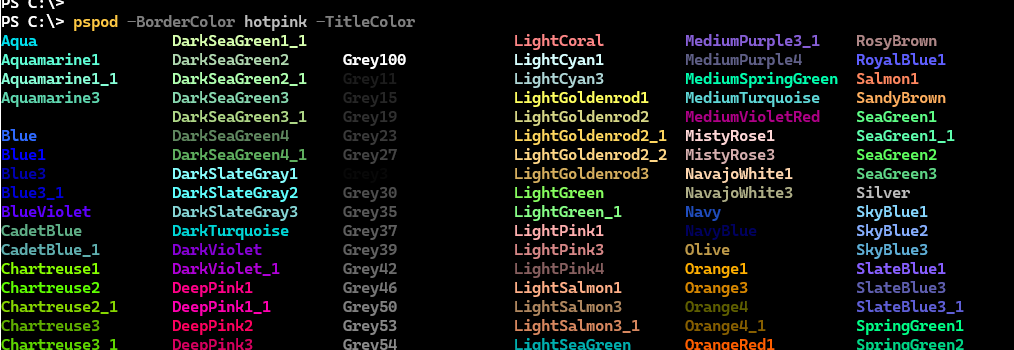 PS C:\>
PS C:\> pspod -BorderColor hotpink -TitleColor
Aqua DarkSeaGreen1_1 LightCoral MediumPurple3_1 RosyBrown
Aquamarine1 DarkSeaGreen2 Grey100 LightCyan1 MediumPurple4 RoyalBlue1
Aquamarine1_1 DarkSeaGreen2_1 Grey11 LightCyan3 MediumSpringGreen Salmon1
Aquamarine3 DarkSeaGreen3 Grey15 LightGoldenrod1 MediumTurquoise SandyBrown
DarkSeaGreen3_1 Grey19 LightGoldenrod2 MediumVioletRed SeaGreen1
Blue DarkSeaGreen4 Grey23 LightGoldenrod2_1 MistyRose1 SeaGreen1_1
Blue1 DarkSeaGreen4_1 Grey27 LightGoldenrod2_2 MistyRose3 SeaGreen2
Blue3 DarkSlateGray1 Grey3 LightGoldenrod3 NavajoWhite1 SeaGreen3
Blue3_1 DarkSlateGray2 Grey30 LightGreen NavajoWhite3 Silver
BlueViolet DarkSlateGray3 Grey35 LightGreen_1 Navy SkyBlue1
CadetBlue DarkTurquoise Grey37 LightPink1 NavyBlue SkyBlue2
CadetBlue_1 DarkViolet Grey39 LightPink3 Olive SkyBlue3
Chartreuse1 DarkViolet_1 Grey42 LightPink4 Orange1 SlateBlue1
Chartreuse2 DeepPink1 Grey46 LightSalmon1 Orange3 SlateBlue3
Chartreuse2_1 DeepPink1_1 Grey50 LightSalmon3 Orange4 SlateBlue3_1
Chartreuse3 DeepPink2 Grey53 LightSalmon3_1 Orange4_1 SpringGreen1
Chartreuse3_1 DeepPink3 Grey54 LightSeaGreen OrangeRed1 SpringGreen2